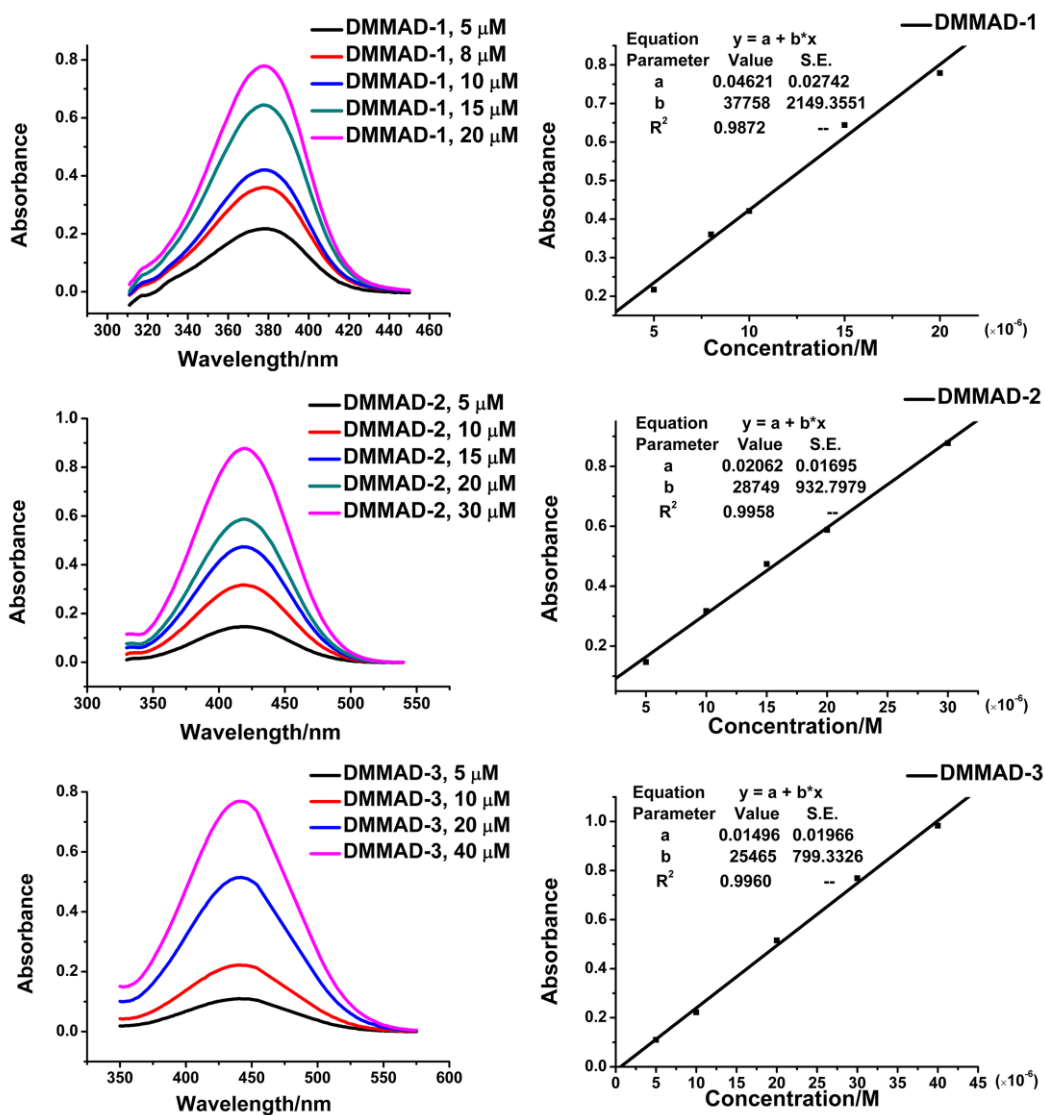 DMMAD-1, 5 μM
DMMAD-1, 8 μM
DMMAD-1, 10 μM
DMMAD-1, 15 μM
DMMAD-1, 20 μM
0.8
0.6
0.4
0.2
0.0
Absorbance
300 320 340 360 380 400 420 440 460
Wavelength/nm
DMMAD-1
Equation y = a + b*x
Parameter Value S.E.
a 0.04621 0.02742
b 37758 2149.3551
R² 0.9872 --
0.8
0.7
0.6
0.5
0.4
0.3
0.2
Absorbance
5 10 15 20 (×10⁻⁶)
Concentration/M
DMMAD-2, 5 μM
DMMAD-2, 10 μM
DMMAD-2, 15 μM
DMMAD-2, 20 μM
DMMAD-2, 30 μM
1.0
0.8
0.6
0.4
0.2
0.0
Absorbance
300 350 400 450 500 550
Wavelength/nm
DMMAD-2
Equation y = a + b*x
Parameter Value S.E.
a 0.02062 0.01695
b 28749 932.7979
R² 0.9958 --
0.8
0.6
0.4
0.2
Absorbance
5 10 15 20 25 30 (×10⁻⁶)
Concentration/M
DMMAD-3, 5 μM
DMMAD-3, 10 μM
DMMAD-3, 20 μM
DMMAD-3, 40 μM
0.8
0.6
0.4
0.2
0.0
Absorbance
350 400 450 500 550 600
Wavelength/nm
DMMAD-3
Equation y = a + b*x
Parameter Value S.E.
a 0.01496 0.01966
b 25465 799.3326
R² 0.9960 --
1.0
0.8
0.6
0.4
0.2
0.0
Absorbance
0 5 10 15 20 25 30 35 40 45 (×10⁻⁶)
Concentration/M